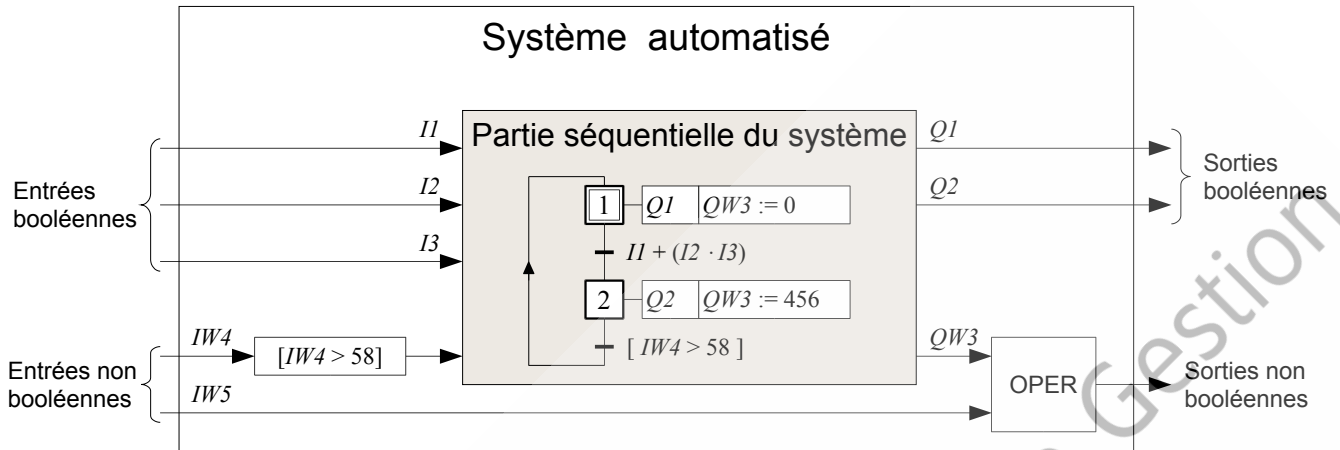 Système automatisé
Partie séquentielle du système
Entrées
booléennes
I1
I2
I3
1
Q1
QW3 := 0
I1 + (I2 · I3)
2
Q2
QW3 := 456
[ IW4 > 58 ]
Q1
Q2
Sorties
booléennes
Entrées non
booléennes
IW4
[IW4 > 58]
IW5
QW3
OPER
Sorties non
booléennes
Gestion